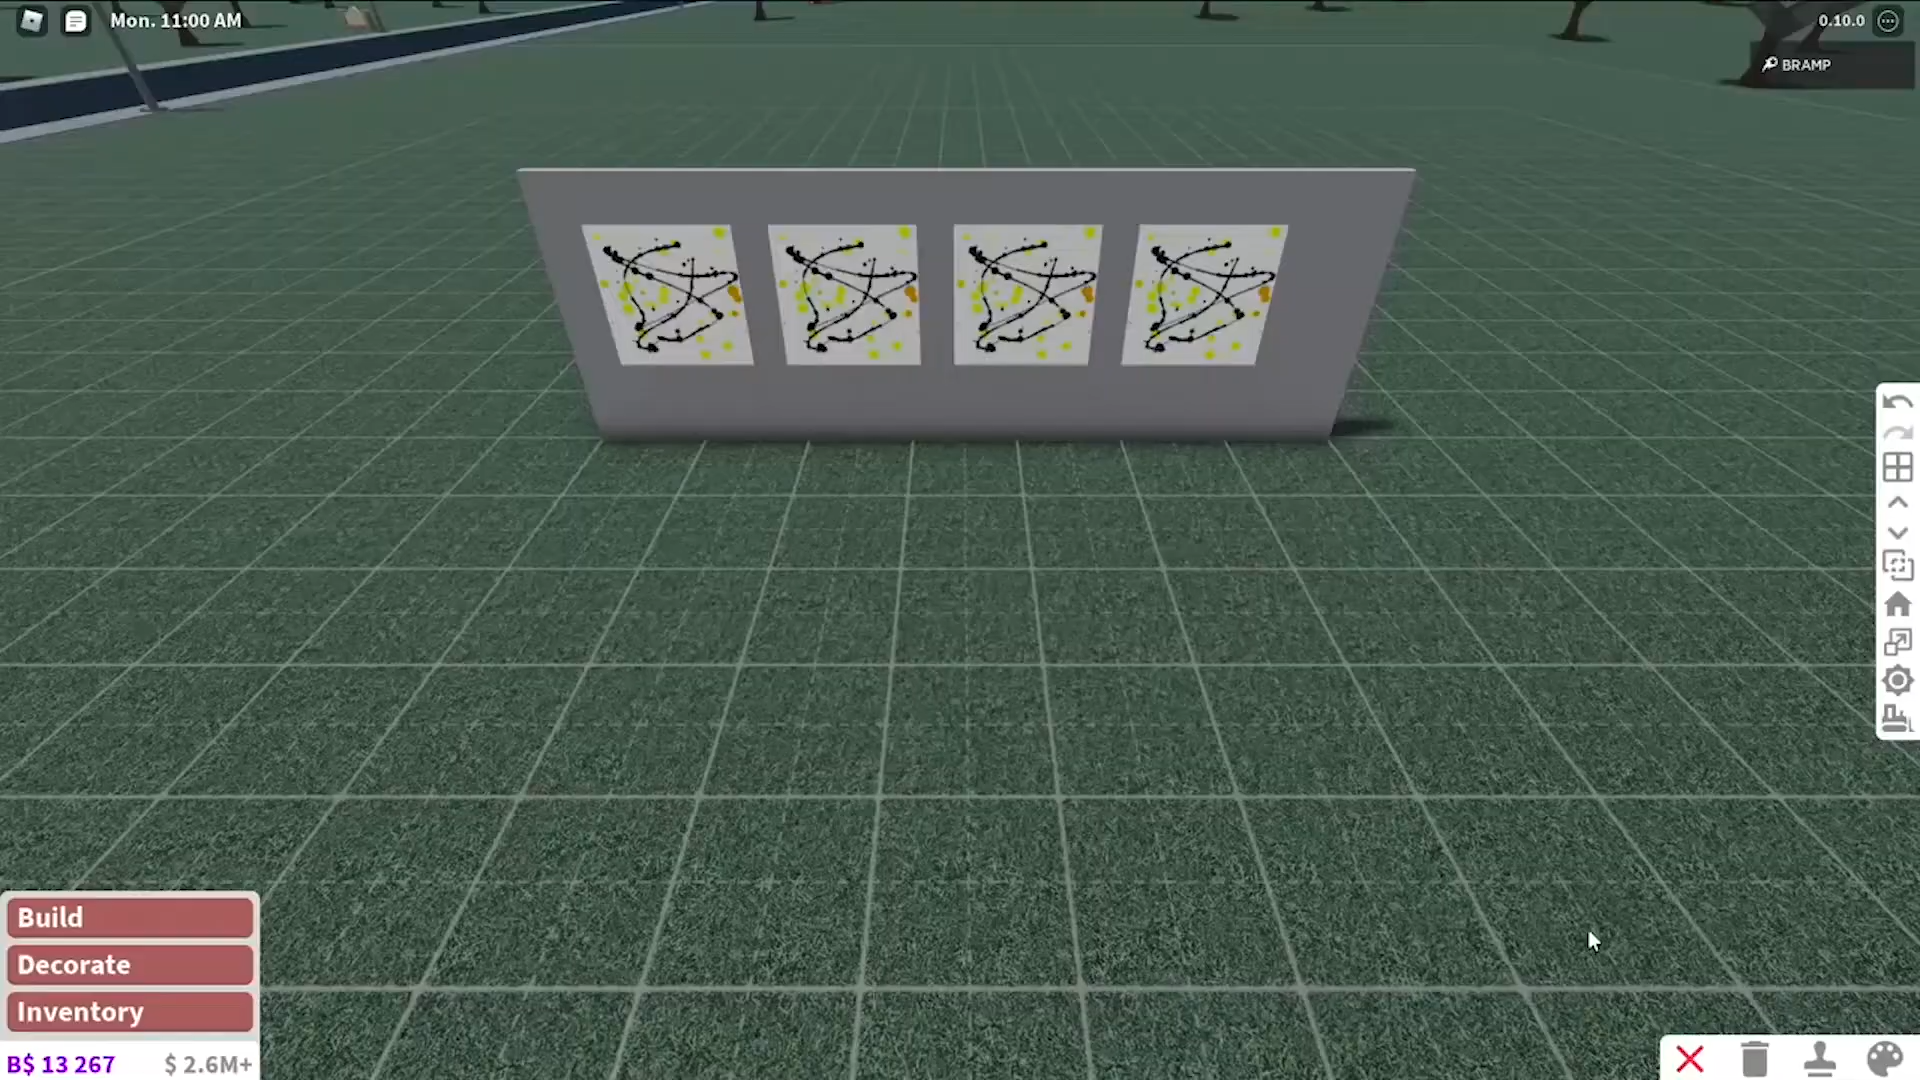 Mon. 11:00 AM
0.10.0
BRAMP
Build
Decorate
Inventory
B$ 13 267 $ 2.6M+